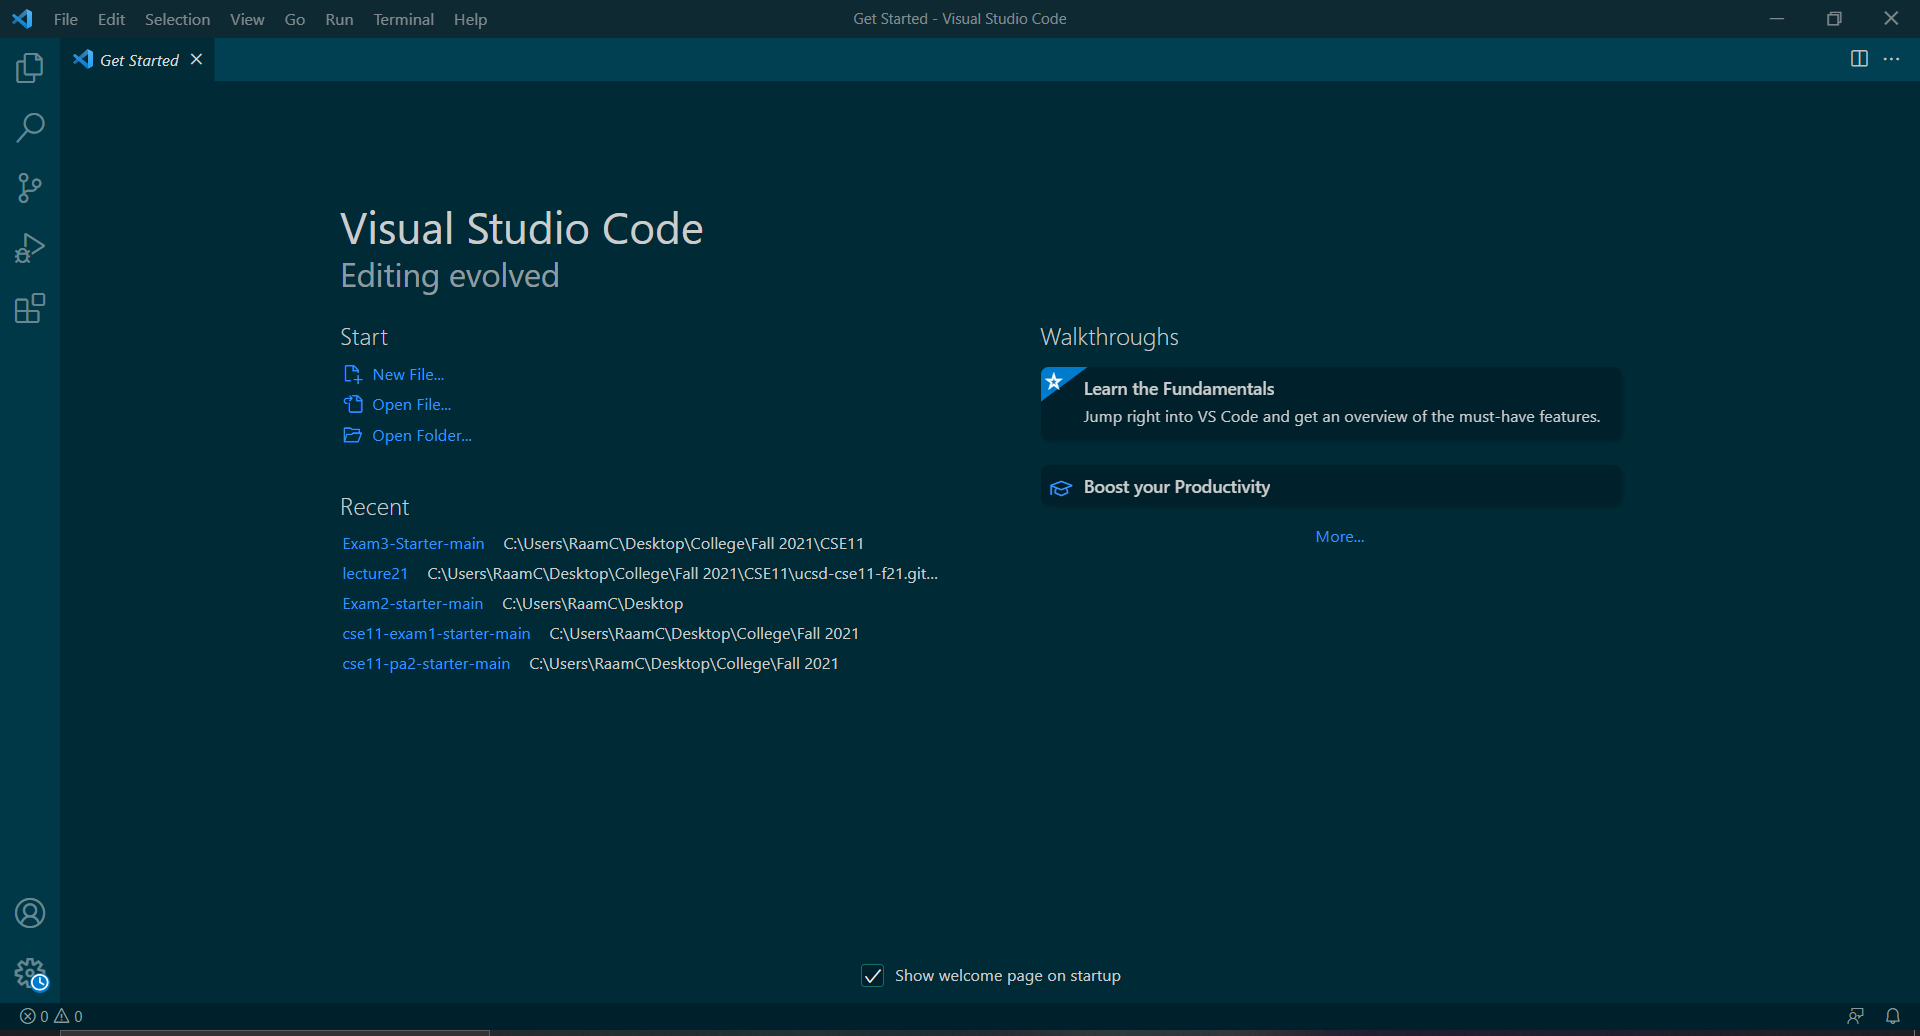 File Edit Selection View Go Run Terminal Help
Get Started - Visual Studio Code
Get Started
Visual Studio Code
Editing evolved
Start
New File...
Open File...
Open Folder...
Recent
Exam3-Starter-main C:\Users\RaamC\Desktop\College\Fall 2021\CSE11
lecture21 C:\Users\RaamC\Desktop\College\Fall 2021\CSE11\ucsd-cse11-f21.git...
Exam2-starter-main C:\Users\RaamC\Desktop
cse11-exam1-starter-main C:\Users\RaamC\Desktop\College\Fall 2021
cse11-pa2-starter-main C:\Users\RaamC\Desktop\College\Fall 2021
Walkthroughs
Learn the Fundamentals
Jump right into VS Code and get an overview of the must-have features.
Boost your Productivity
More...
Show welcome page on startup
0 0